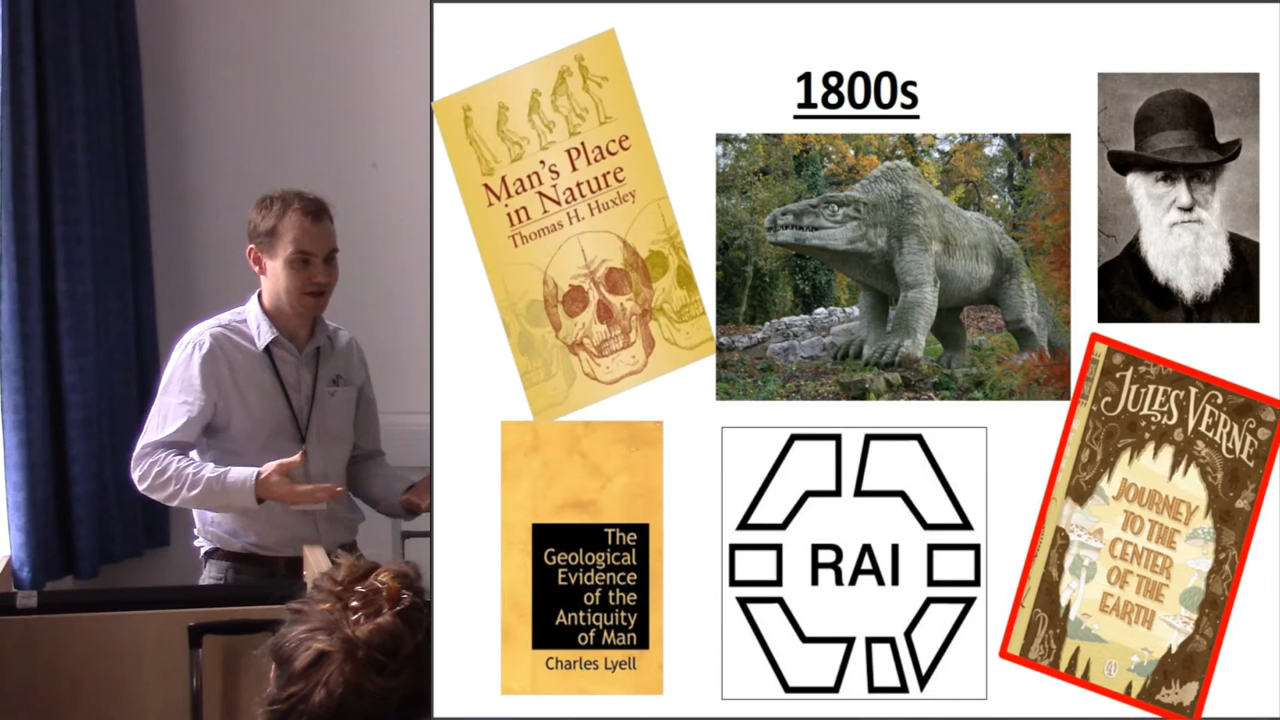 1800s
Man's Place
in Nature
Thomas H. Huxley
The
Geological
Evidence
of the
Antiquity
of Man
Charles Lyell
RAI
JULES VERNE
JOURNEY
TO THE
CENTER
OF THE
EARTH